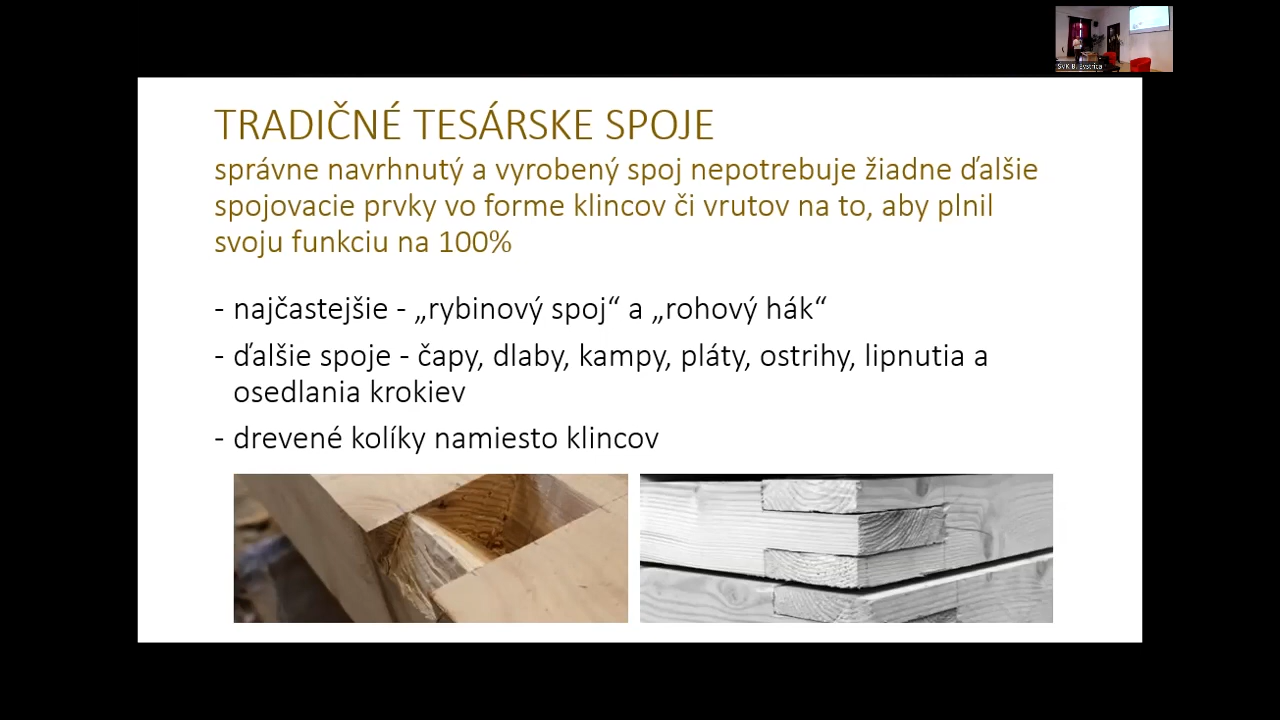 SVK B. Bystrica
TRADIČNÉ TESÁRSKE SPOJE
správne navrhnutý a vyrobený spoj nepotrebuje žiadne ďalšie
spojovacie prvky vo forme klincov či vrutov na to, aby plnil
svoju funkciu na 100%
- najčastejšie - „rybinový spoj“ a „rohový hák“
- ďalšie spoje - čapy, dlaby, kampy, pláty, ostrihy, lipnutia a
osedlania krokiev
- drevené kolíky namiesto klincov